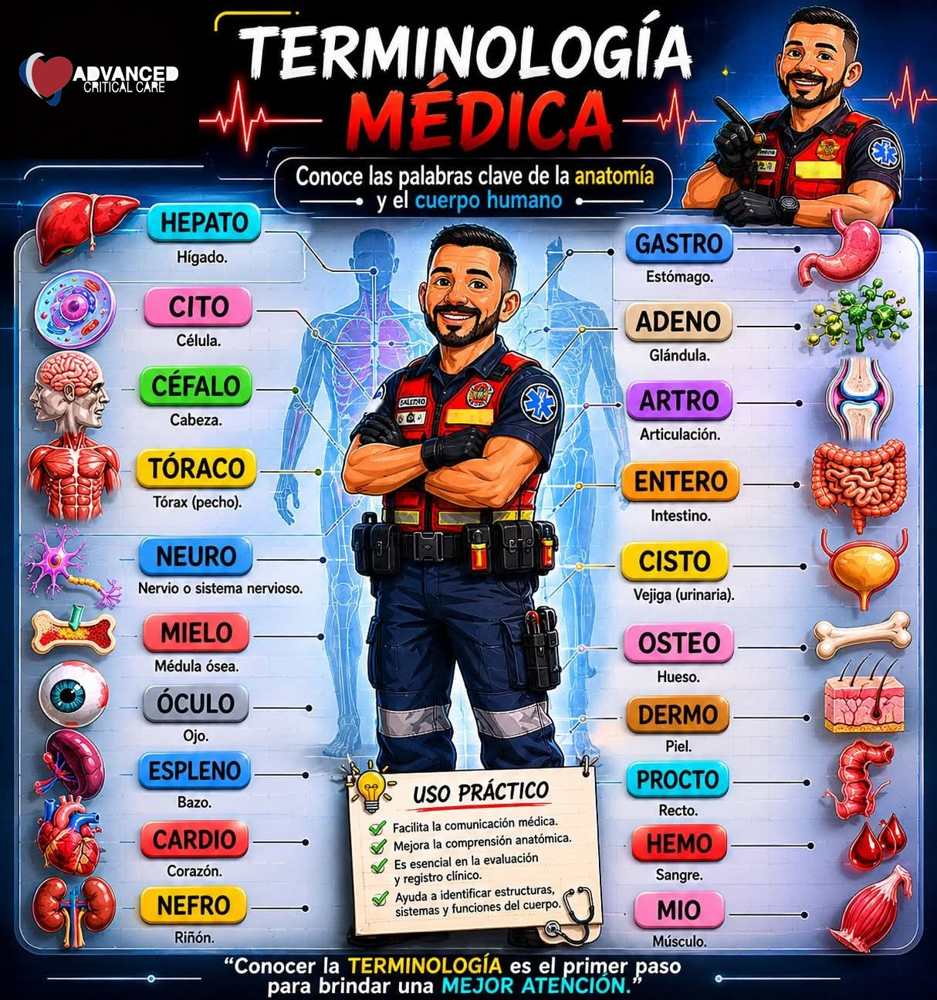 ADVANCED
CRITICAL CARE
TERMINOLOGÍA
MÉDICA
Conoce las palabras clave de la anatomía
y el cuerpo humano
HEPATO
Hígado.
CITO
Célula.
CÉFALO
Cabeza.
TÓRACO
Tórax (pecho).
NEURO
Nervio o sistema nervioso.
MIELO
Médula ósea.
ÓCULO
Ojo.
ESPLENO
Bazo.
CARDIO
Corazón.
NEFRO
Riñón.
GASTRO
Estómago.
ADENO
Glándula.
ARTRO
Articulación.
ENTERO
Intestino.
CISTO
Vejiga (urinaria).
OSTEO
Hueso.
DERMO
Piel.
PROCTO
Recto.
HEMO
Sangre.
MIO
Músculo.
USO PRÁCTICO
Facilita la comunicación médica.
Mejora la comprensión anatómica.
Es esencial en la evaluación
y registro clínico.
Ayuda a identificar estructuras,
sistemas y funciones del cuerpo.
“Conocer la TERMINOLOGÍA es el primer paso
para brindar una MEJOR ATENCIÓN.”